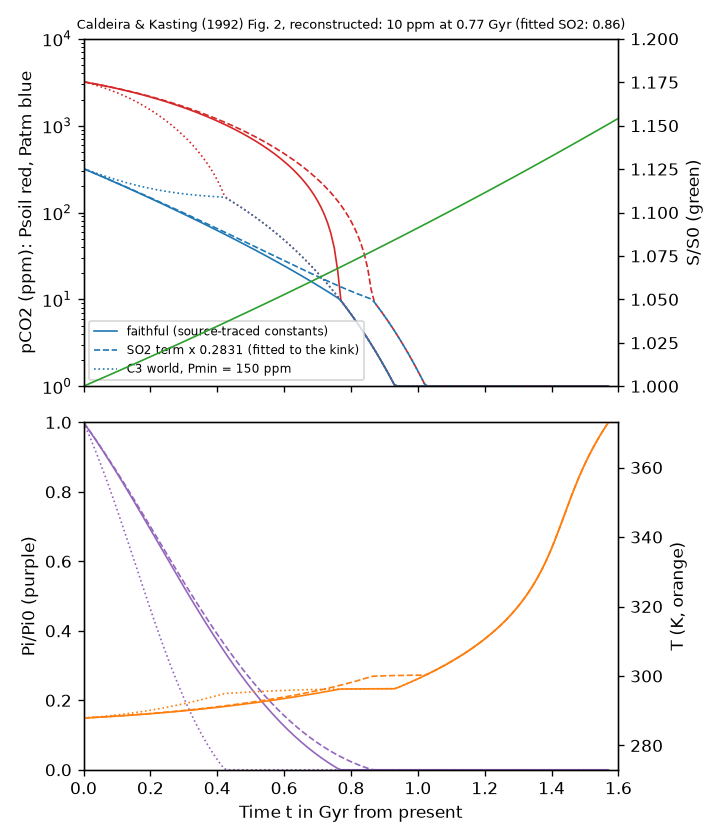 Caldeira & Kasting (1992) Fig. 2, reconstructed: 10 ppm at 0.77 Gyr (fitted SO2: 0.86)
10⁴
10³
10²
10¹
10⁰
pCO2 (ppm): Psoil red, Patm blue
1.200
1.175
1.150
1.125
1.100
1.075
1.050
1.025
1.000
S/S0 (green)
faithful (source-traced constants)
SO2 term x 0.2831 (fitted to the kink)
C3 world, Pmin = 150 ppm
1.0
0.8
0.6
0.4
0.2
0.0
Pi/Pi0 (purple)
360
340
320
300
280
T (K, orange)
0.0 0.2 0.4 0.6 0.8 1.0 1.2 1.4 1.6
Time t in Gyr from present